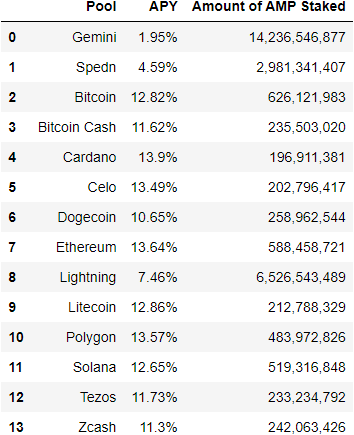 Pool APY Amount of AMP Staked
0 Gemini 1.95% 14,236,546,877
1 Spedn 4.59% 2,981,341,407
2 Bitcoin 12.82% 626,121,983
3 Bitcoin Cash 11.62% 235,503,020
4 Cardano 13.9% 196,911,381
5 Celo 13.49% 202,796,417
6 Dogecoin 10.65% 258,962,544
7 Ethereum 13.64% 588,458,721
8 Lightning 7.46% 6,526,543,489
9 Litecoin 12.86% 212,788,329
10 Polygon 13.57% 483,972,826
11 Solana 12.65% 519,316,848
12 Tezos 11.73% 233,234,792
13 Zcash 11.3% 242,063,426